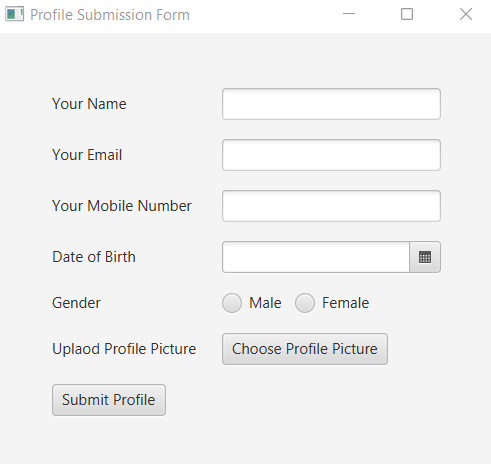 Profile Submission Form
Your Name
Your Email
Your Mobile Number
Date of Birth
Gender Male Female
Uplaod Profile Picture Choose Profile Picture
Submit Profile